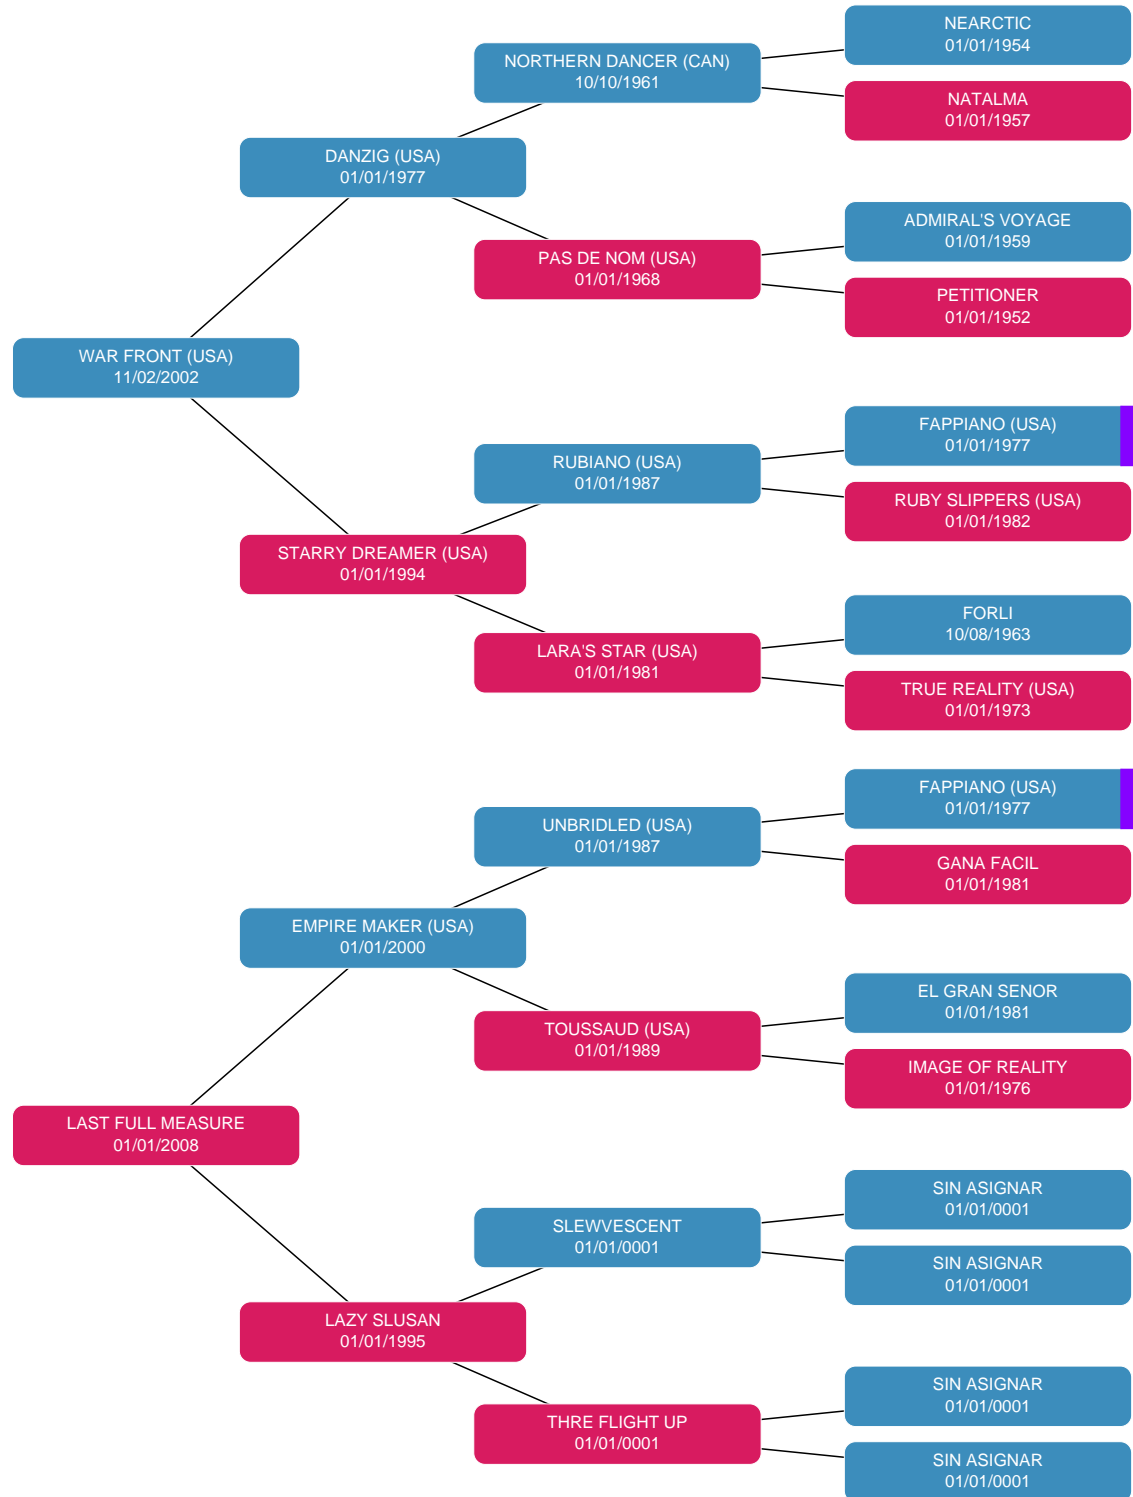 NEARCTIC
01/01/1954
NORTHERN DANCER (CAN)
10/10/1961
NATALMA
01/01/1957
DANZIG (USA)
01/01/1977
ADMIRAL'S VOYAGE
01/01/1959
PAS DE NOM (USA)
01/01/1968
PETITIONER
01/01/1952
WAR FRONT (USA)
11/02/2002
FAPPIANO (USA)
01/01/1977
RUBIANO (USA)
01/01/1987
RUBY SLIPPERS (USA)
01/01/1982
STARRY DREAMER (USA)
01/01/1994
FORLI
10/08/1963
LARA'S STAR (USA)
01/01/1981
TRUE REALITY (USA)
01/01/1973
FAPPIANO (USA)
01/01/1977
UNBRIDLED (USA)
01/01/1987
GANA FACIL
01/01/1981
EMPIRE MAKER (USA)
01/01/2000
EL GRAN SENOR
01/01/1981
TOUSSAUD (USA)
01/01/1989
IMAGE OF REALITY
01/01/1976
LAST FULL MEASURE
01/01/2008
SIN ASIGNAR
01/01/0001
SLEWVESCENT
01/01/0001
SIN ASIGNAR
01/01/0001
LAZY SLUSAN
01/01/1995
SIN ASIGNAR
01/01/0001
THRE FLIGHT UP
01/01/0001
SIN ASIGNAR
01/01/0001